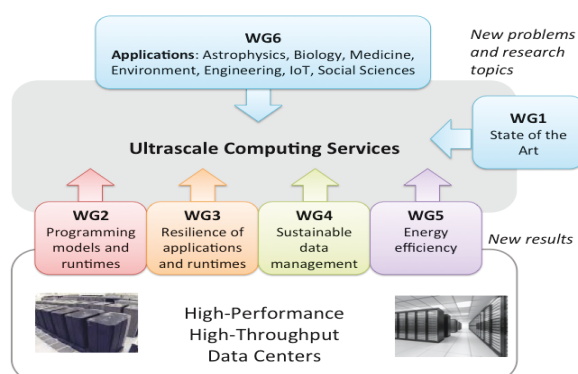 WG6
Applications: Astrophysics, Biology, Medicine,
Environment, Engineering, IoT, Social Sciences
New problems
and research
topics
WG1
State of the
Art
Ultrascale Computing Services
WG2
Programming
models and
runtimes
WG3
Resilience of
applications
and runtimes
WG4
Sustainable
data
management
WG5
Energy
efficiency
New results
High-Performance
High-Throughput
Data Centers